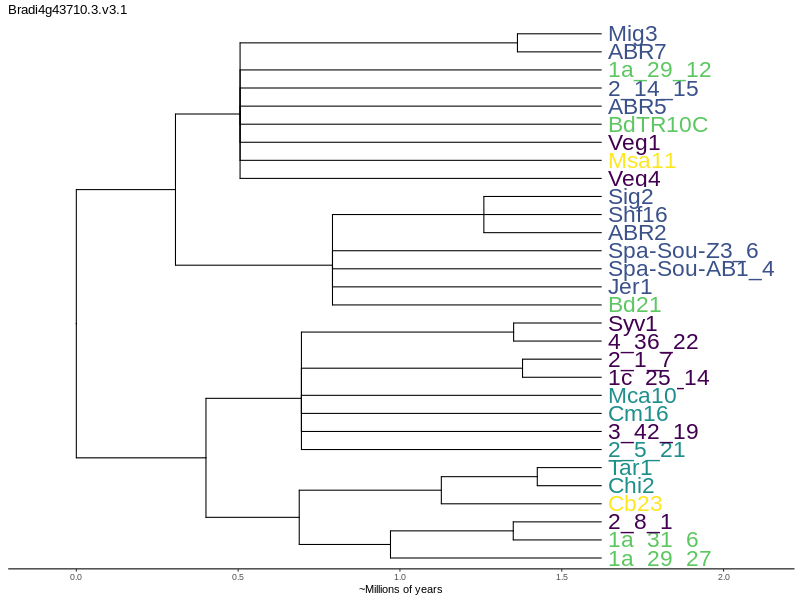 Bradi4g43710.3.v3.1
Mig3
ABR7
1a_29_12
2_14_15
ABR5
BdTR10C
Veg1
Msa11
Veg4
Sig2
Shf16
ABR2
Spa-Sou-Z3_6
Spa-Sou-AB1_4
Jer1
Bd21
Syv1
4_36_22
2_1_7
1c_25_14
Mca10
Cm16
3_42_19
2_5_21
Tar1
Chi2
Cb23
2_8_1
1a_31_6
1a_29_27
0.0 0.5 1.0 1.5 2.0
~Millions of years